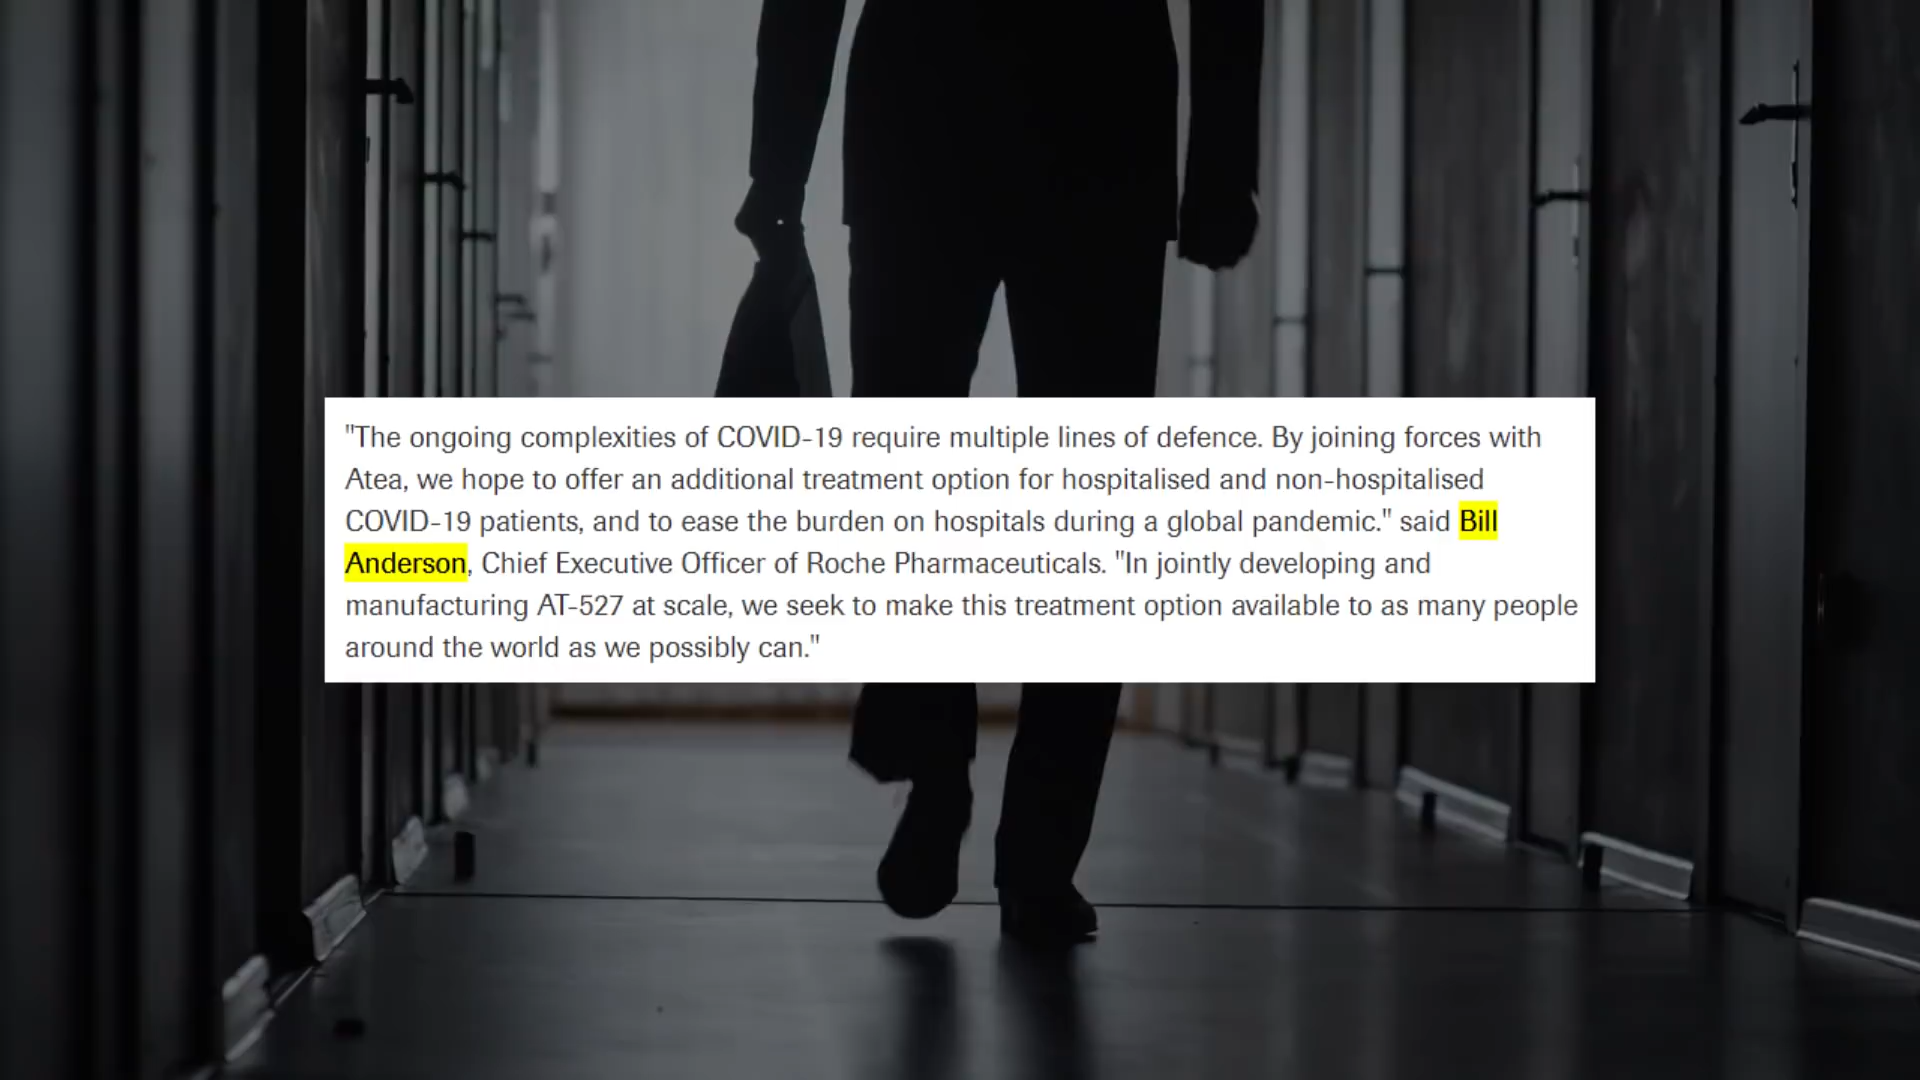 "The ongoing complexities of COVID-19 require multiple lines of defence. By joining forces with
Atea, we hope to offer an additional treatment option for hospitalised and non-hospitalised
COVID-19 patients, and to ease the burden on hospitals during a global pandemic." said Bill
Anderson, Chief Executive Officer of Roche Pharmaceuticals. "In jointly developing and
manufacturing AT-527 at scale, we seek to make this treatment option available to as many people
around the world as we possibly can."